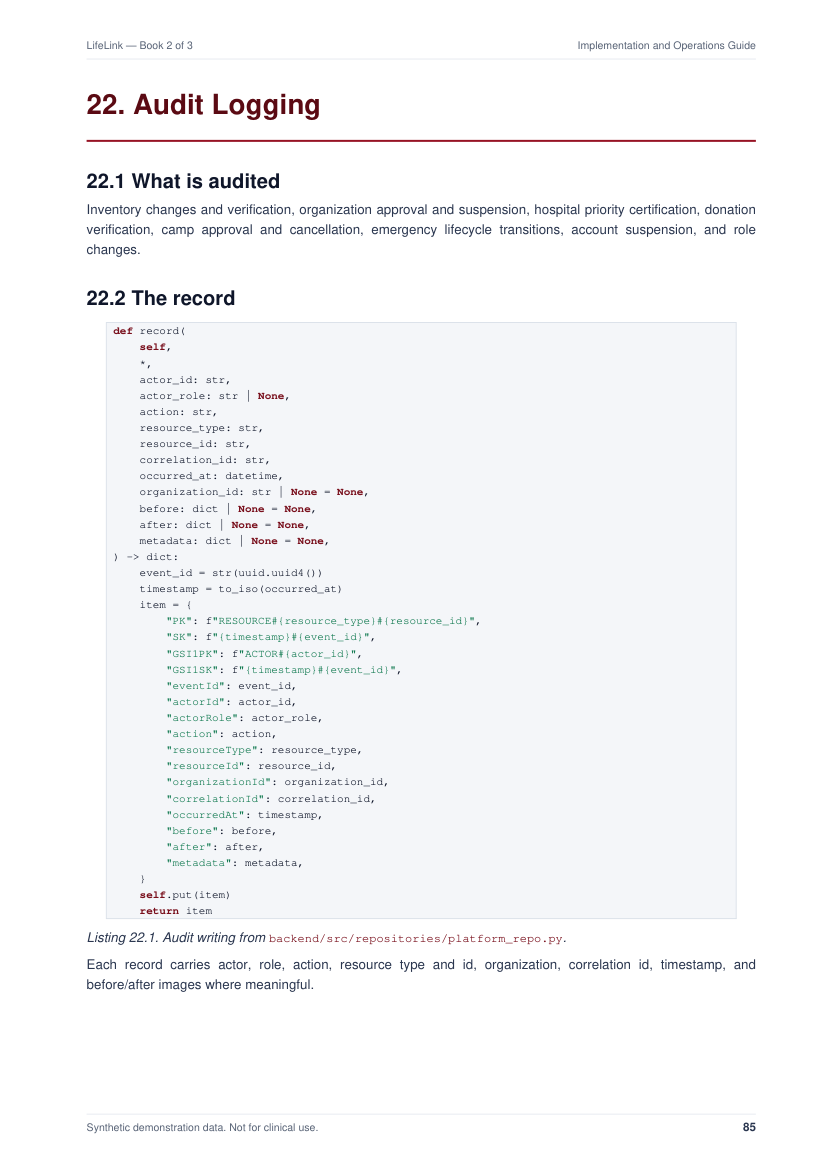 LifeLink — Book 2 of 3
Implementation and Operations Guide
22. Audit Logging
22.1 What is audited
Inventory changes and verification, organization approval and suspension, hospital priority certification, donation
verification, camp approval and cancellation, emergency lifecycle transitions, account suspension, and role
changes.
22.2 The record
def record(
    self,
    *,
    actor_id: str,
    actor_role: str | None,
    action: str,
    resource_type: str,
    resource_id: str,
    correlation_id: str,
    occurred_at: datetime,
    organization_id: str | None = None,
    before: dict | None = None,
    after: dict | None = None,
    metadata: dict | None = None,
) -> dict:
    event_id = str(uuid.uuid4())
    timestamp = to_iso(occurred_at)
    item = {
        "PK": f"RESOURCE#{resource_type}#{resource_id}",
        "SK": f"{timestamp}#{event_id}",
        "GSI1PK": f"ACTOR#{actor_id}",
        "GSI1SK": f"{timestamp}#{event_id}",
        "eventId": event_id,
        "actorId": actor_id,
        "actorRole": actor_role,
        "action": action,
        "resourceType": resource_type,
        "resourceId": resource_id,
        "organizationId": organization_id,
        "correlationId": correlation_id,
        "occurredAt": timestamp,
        "before": before,
        "after": after,
        "metadata": metadata,
    }
    self.put(item)
    return item
Listing 22.1. Audit writing from backend/src/repositories/platform_repo.py.
Each record carries actor, role, action, resource type and id, organization, correlation id, timestamp, and
before/after images where meaningful.
Synthetic demonstration data. Not for clinical use.
85